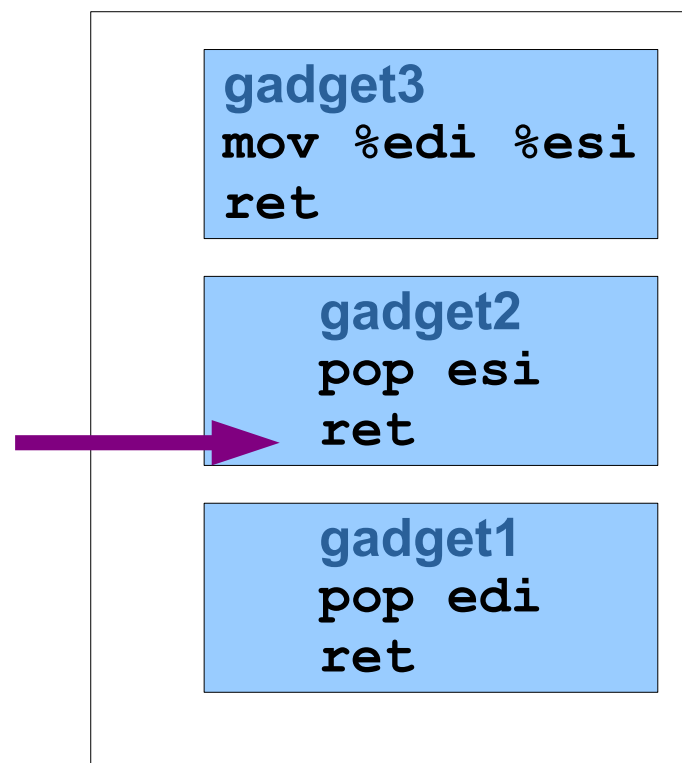 gadget3
mov %edi %esi
ret
gadget2
pop esi
ret
gadget1
pop edi
ret